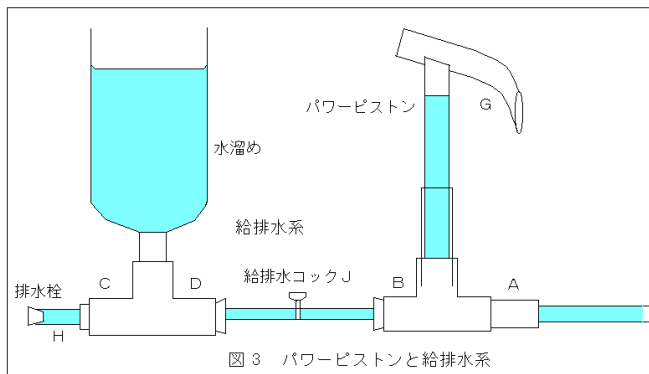 パワーピストン
G
水溜め
給排水系
C
D
給排水コックJ
B
A
排水栓
H
図3 パワーピストンと給排水系